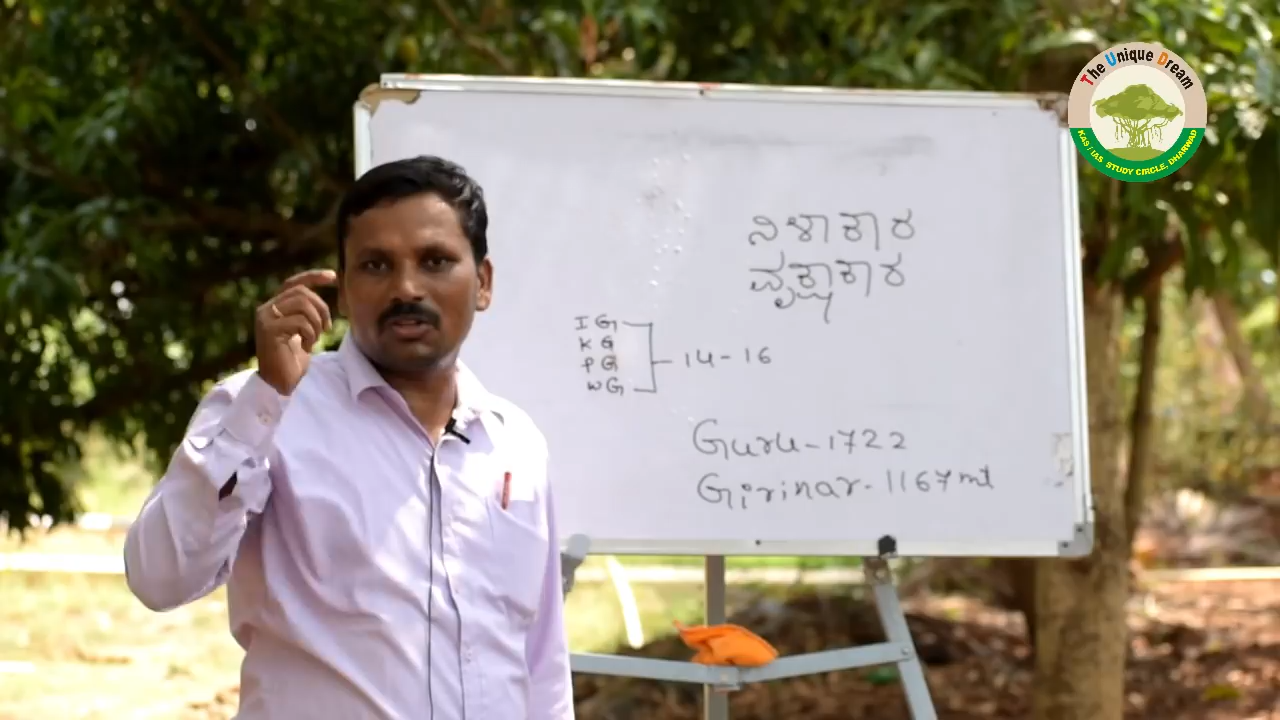 The Unique Dream
KAS / IAS STUDY CIRCLE, DHARWAD
ನಿಳಾಕಾರ
ವೃಕ್ಷಾಕಾರ
IG
KG
PG
WG
14-16
Guru-1722
Girinar-1167mt